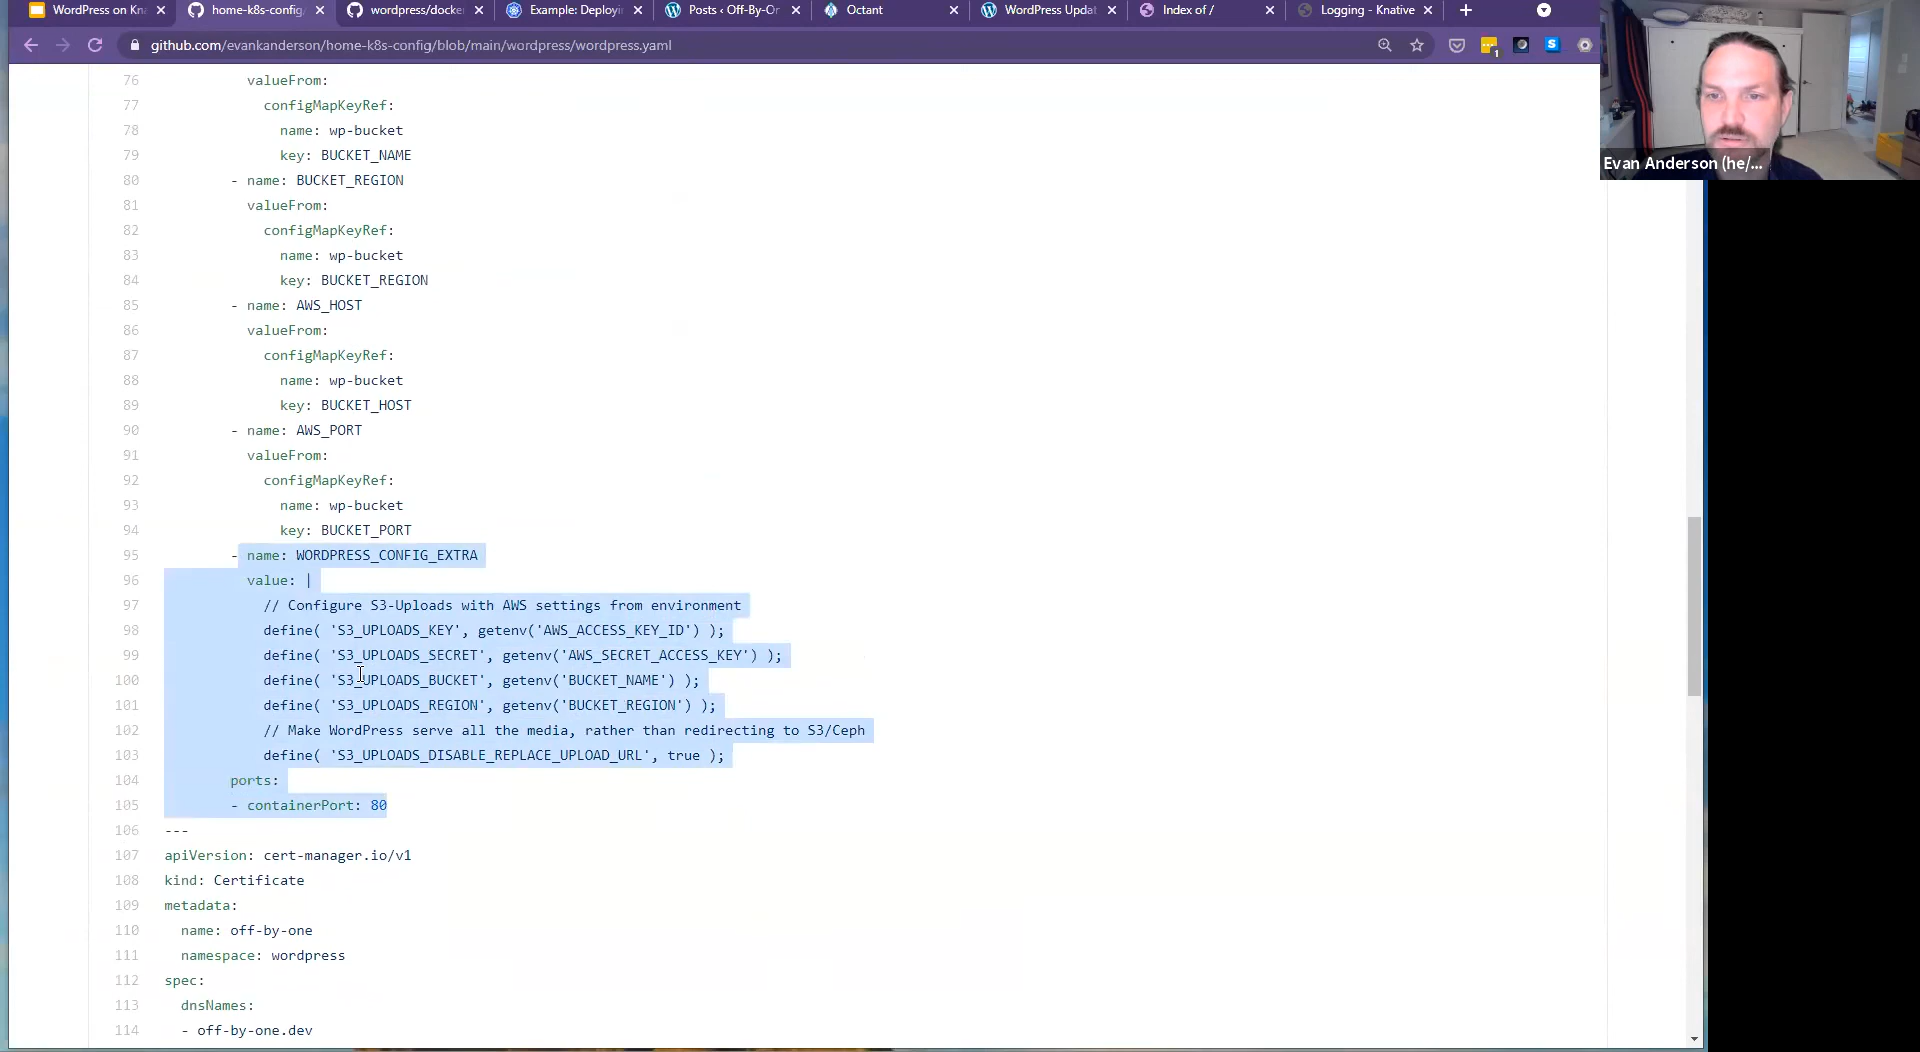 WordPress on Kn
home-k8s-config
wordpress/docke
Example: Deployin
Posts ‹ Off-By-Or
Octant
WordPress Updat
Index of /
Logging - Knative
github.com/evankanderson/home-k8s-config/blob/main/wordpress/wordpress.yaml
Evan Anderson (he/...
76 valueFrom:
77 configMapKeyRef:
78 name: wp-bucket
79 key: BUCKET_NAME
80 - name: BUCKET_REGION
81 valueFrom:
82 configMapKeyRef:
83 name: wp-bucket
84 key: BUCKET_REGION
85 - name: AWS_HOST
86 valueFrom:
87 configMapKeyRef:
88 name: wp-bucket
89 key: BUCKET_HOST
90 - name: AWS_PORT
91 valueFrom:
92 configMapKeyRef:
93 name: wp-bucket
94 key: BUCKET_PORT
95 - name: WORDPRESS_CONFIG_EXTRA
96 value: |
97 // Configure S3-Uploads with AWS settings from environment
98 define( 'S3_UPLOADS_KEY', getenv('AWS_ACCESS_KEY_ID') );
99 define( 'S3_UPLOADS_SECRET', getenv('AWS_SECRET_ACCESS_KEY') );
100 define( 'S3_UPLOADS_BUCKET', getenv('BUCKET_NAME') );
101 define( 'S3_UPLOADS_REGION', getenv('BUCKET_REGION') );
102 // Make WordPress serve all the media, rather than redirecting to S3/Ceph
103 define( 'S3_UPLOADS_DISABLE_REPLACE_UPLOAD_URL', true );
104 ports:
105 - containerPort: 80
106 ---
107 apiVersion: cert-manager.io/v1
108 kind: Certificate
109 metadata:
110 name: off-by-one
111 namespace: wordpress
112 spec:
113 dnsNames:
114 - off-by-one.dev